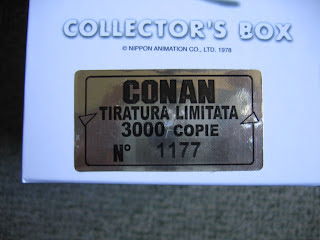 COLLECTOR'S BOX
© NIPPON ANIMATION CO., LTD. 1978
CONAN
TIRATURA LIMITATA
3000 COPIE
N° 1177